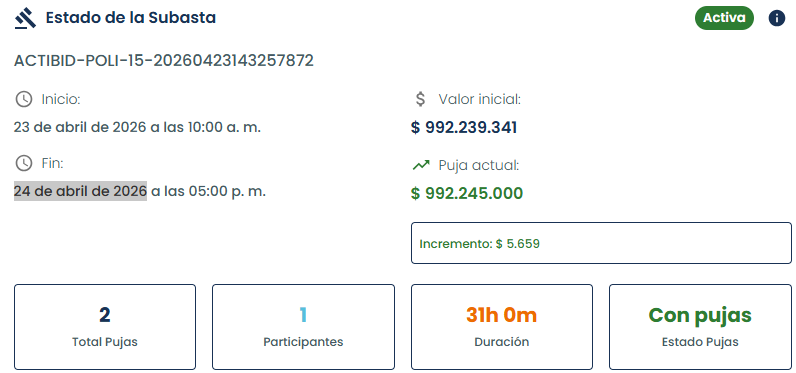 Estado de la Subasta
Activa
ACTIBID-POLI-15-20260423143257872
Inicio:
23 de abril de 2026 a las 10:00 a. m.
Valor inicial:
$ 992.239.341
Fin:
24 de abril de 2026 a las 05:00 p. m.
Puja actual:
$ 992.245.000
Incremento: $ 5.659
2
Total Pujas
1
Participantes
31h 0m
Duración
Con pujas
Estado Pujas